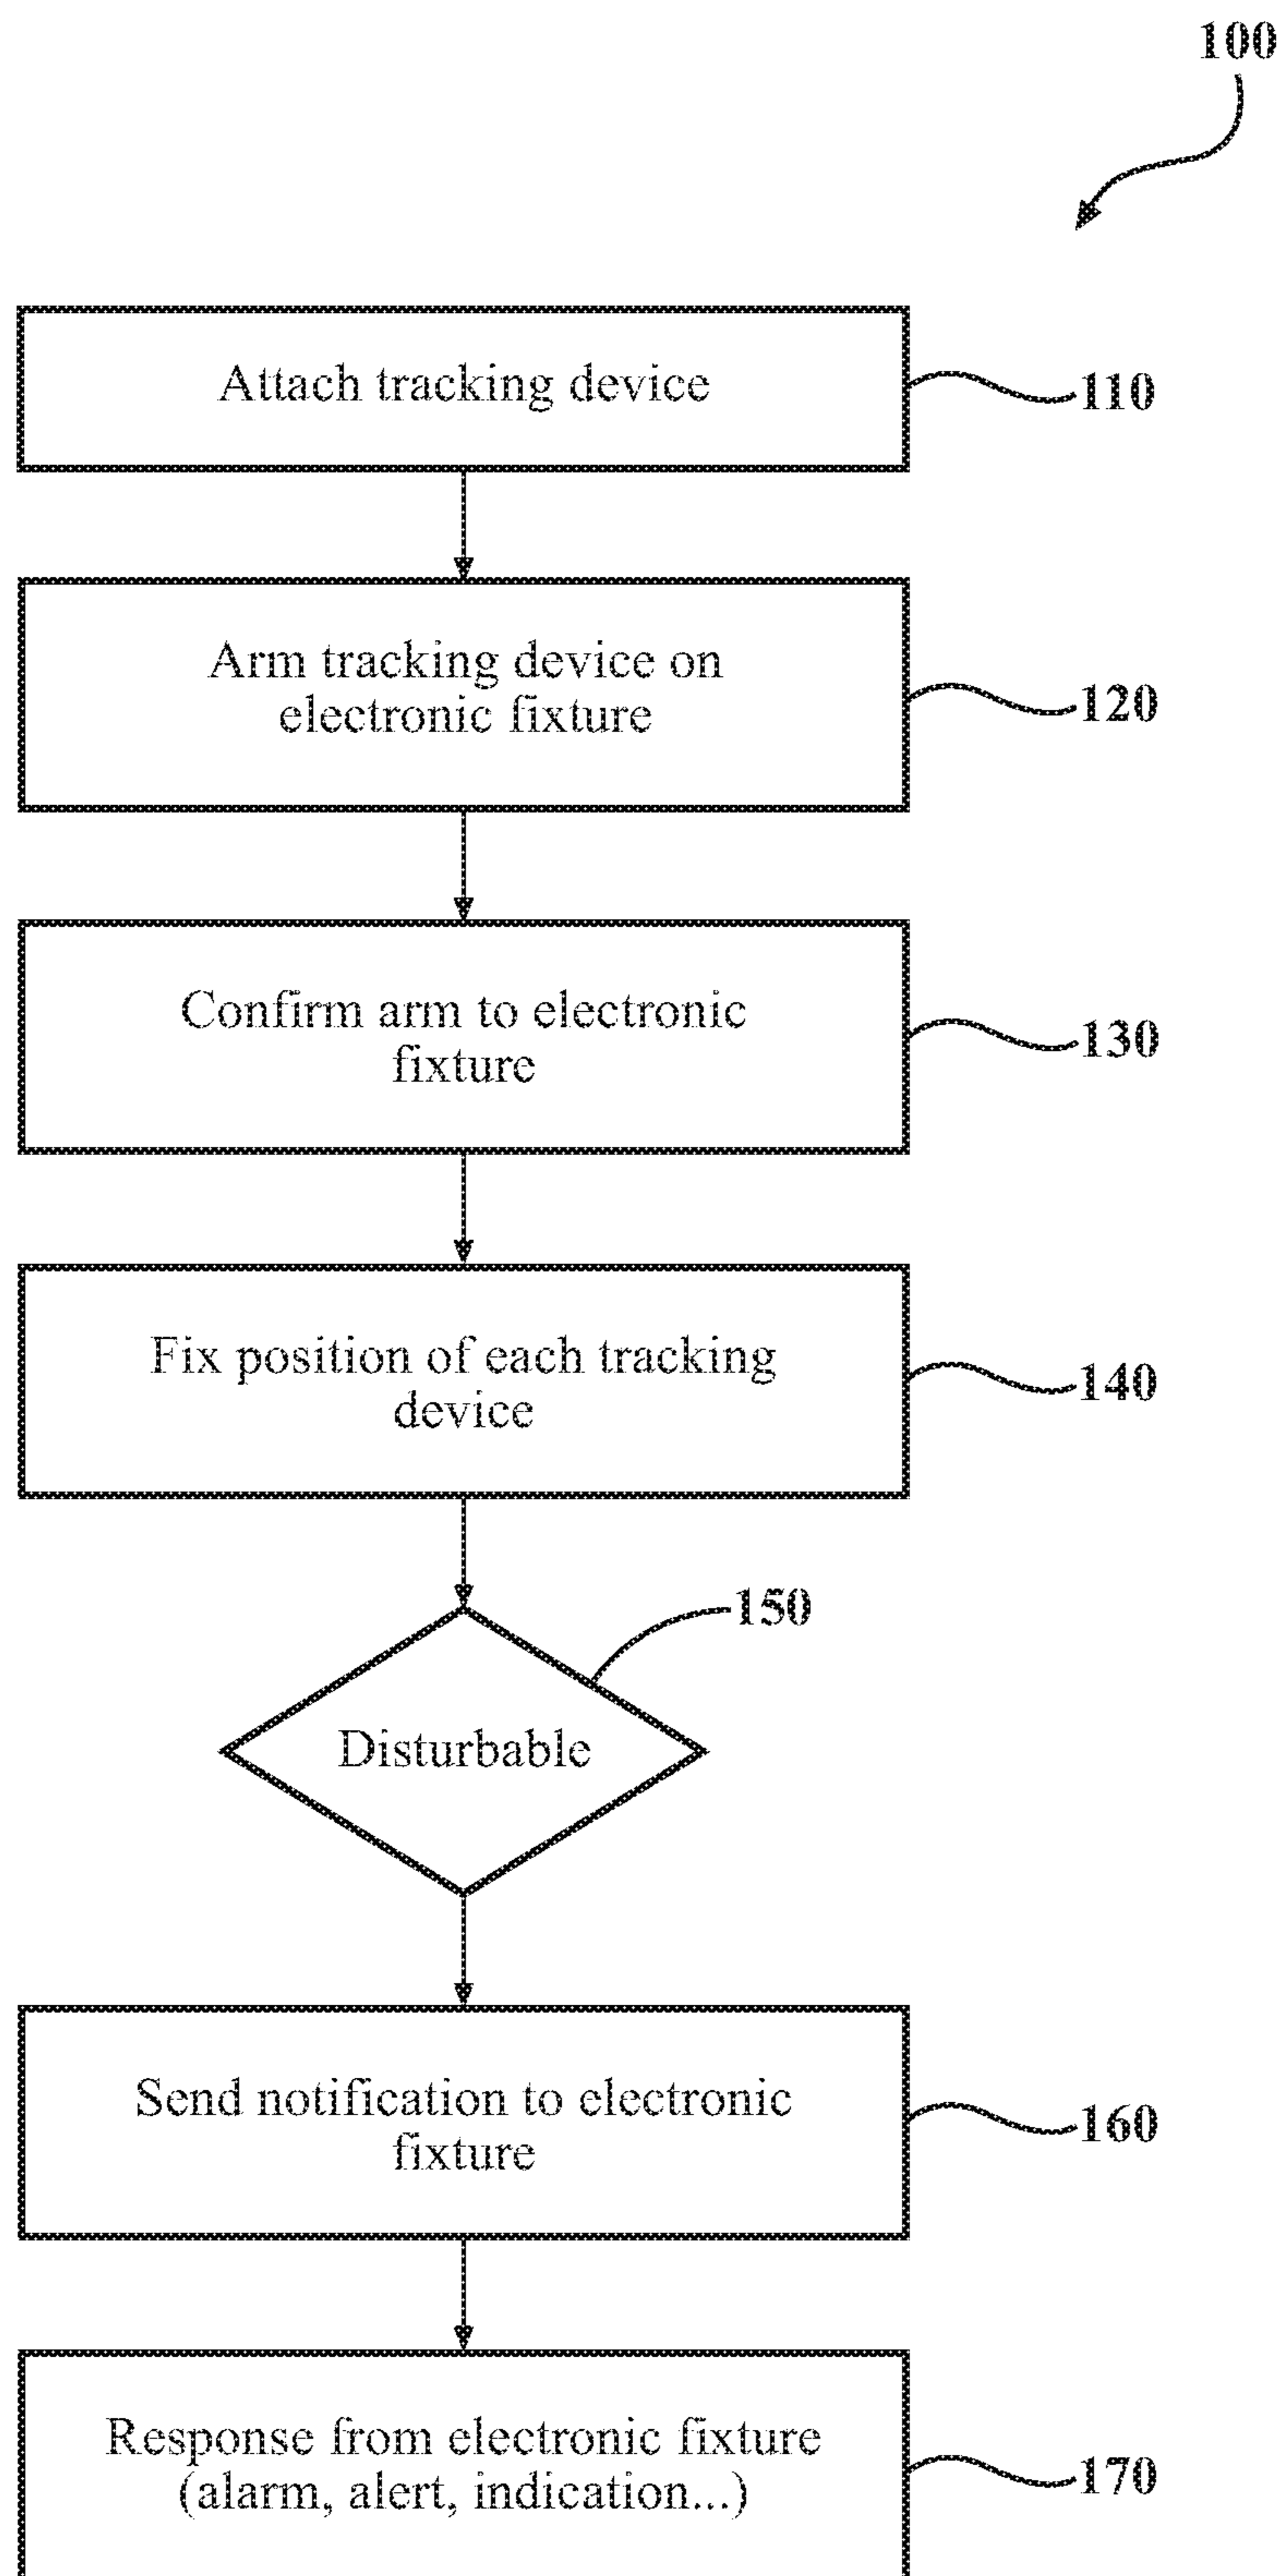 100
Attach tracking device
110
Arm tracking device on
electronic fixture
120
Confirm arm to electronic
fixture
130
Fix position of each tracking
device
140
150
Disturbable
Send notification to electronic
fixture
160
Response from electronic fixture
(alarm, alert, indication...)
170